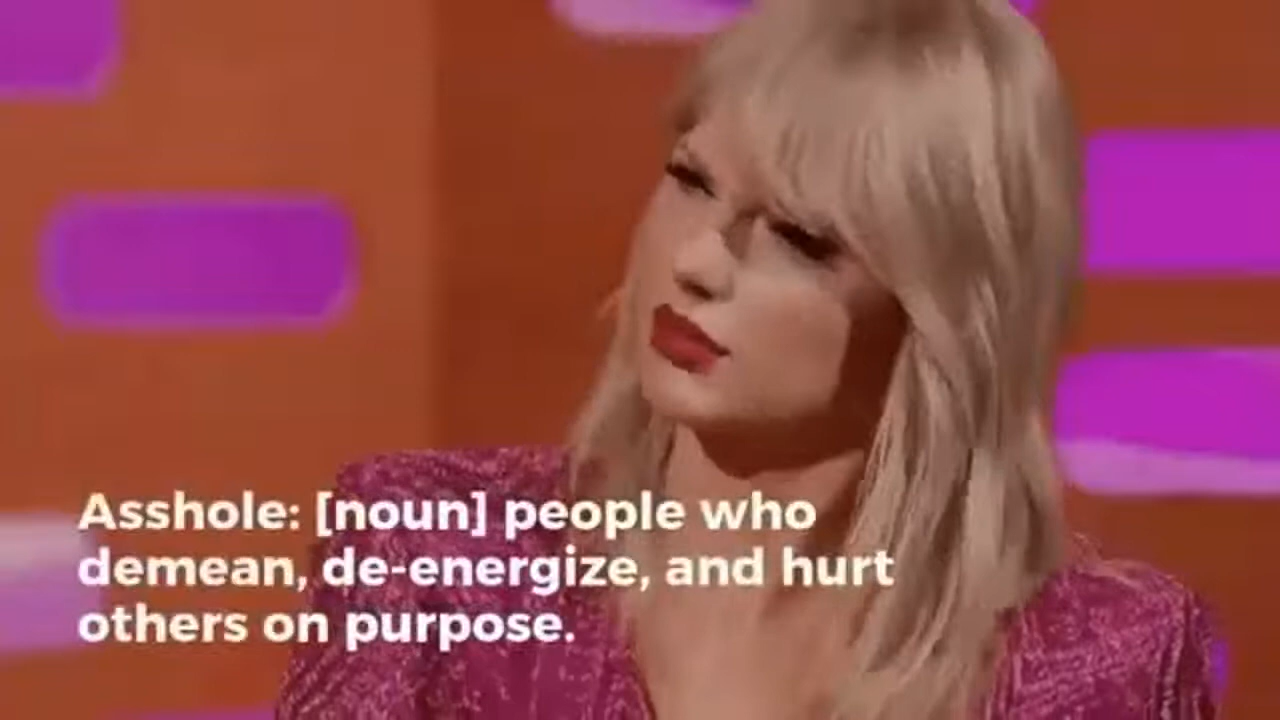 Asshole: [noun] people who
demean, de-energize, and hurt
others on purpose.